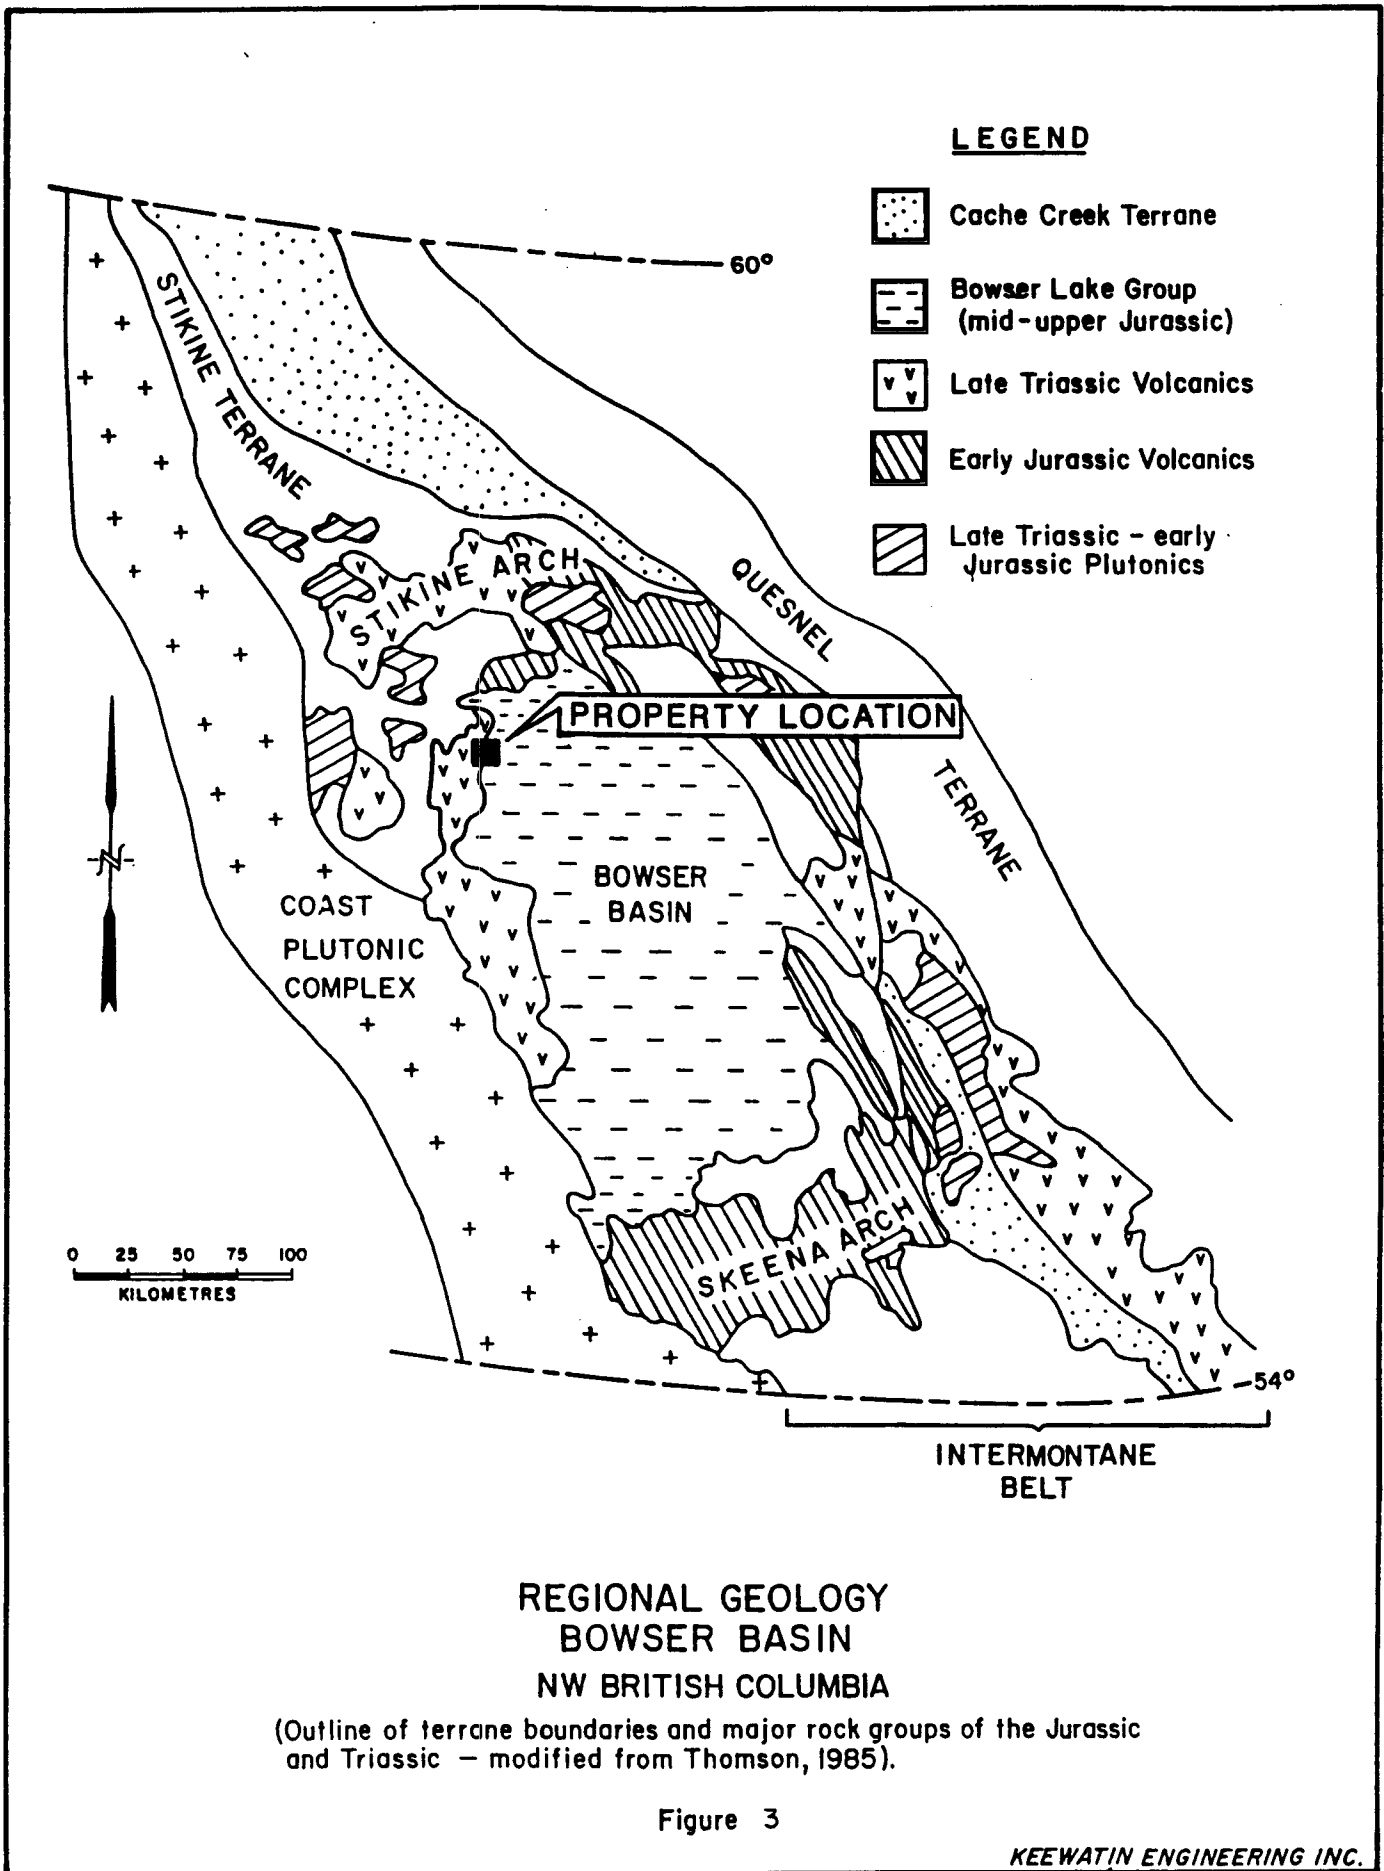 LEGEND
Cache Creek Terrane
Bowser Lake Group
(mid-upper Jurassic)
Late Triassic Volcanics
Early Jurassic Volcanics
Late Triassic - early
Jurassic Plutonics
60°
STIKINE TERRANE
STIKINE ARCH
QUESNEL
TERRANE
PROPERTY LOCATION
N
BOWSER
BASIN
COAST
PLUTONIC
COMPLEX
SKEENA ARCH
0 25 50 75 100
KILOMETRES
54°
INTERMONTANE
BELT
REGIONAL GEOLOGY
BOWSER BASIN
NW BRITISH COLUMBIA
(Outline of terrane boundaries and major rock groups of the Jurassic
and Triassic — modified from Thomson, 1985).
Figure 3
KEEWATIN ENGINEERING INC.